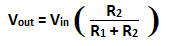 Vout = Vin ( R2 / R1 + R2 )